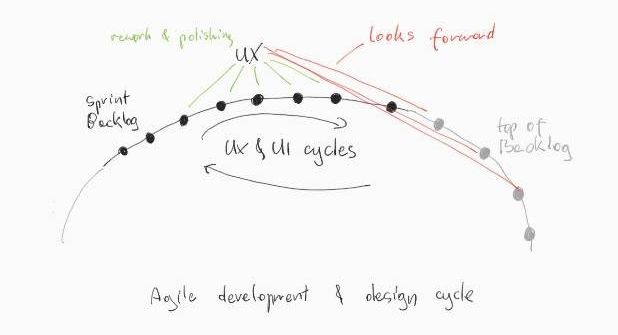 rework & polishing
UX
looks forward
Sprint
Backlog
top of
Backlog
UX & UI cycles
Agile development & design cycle